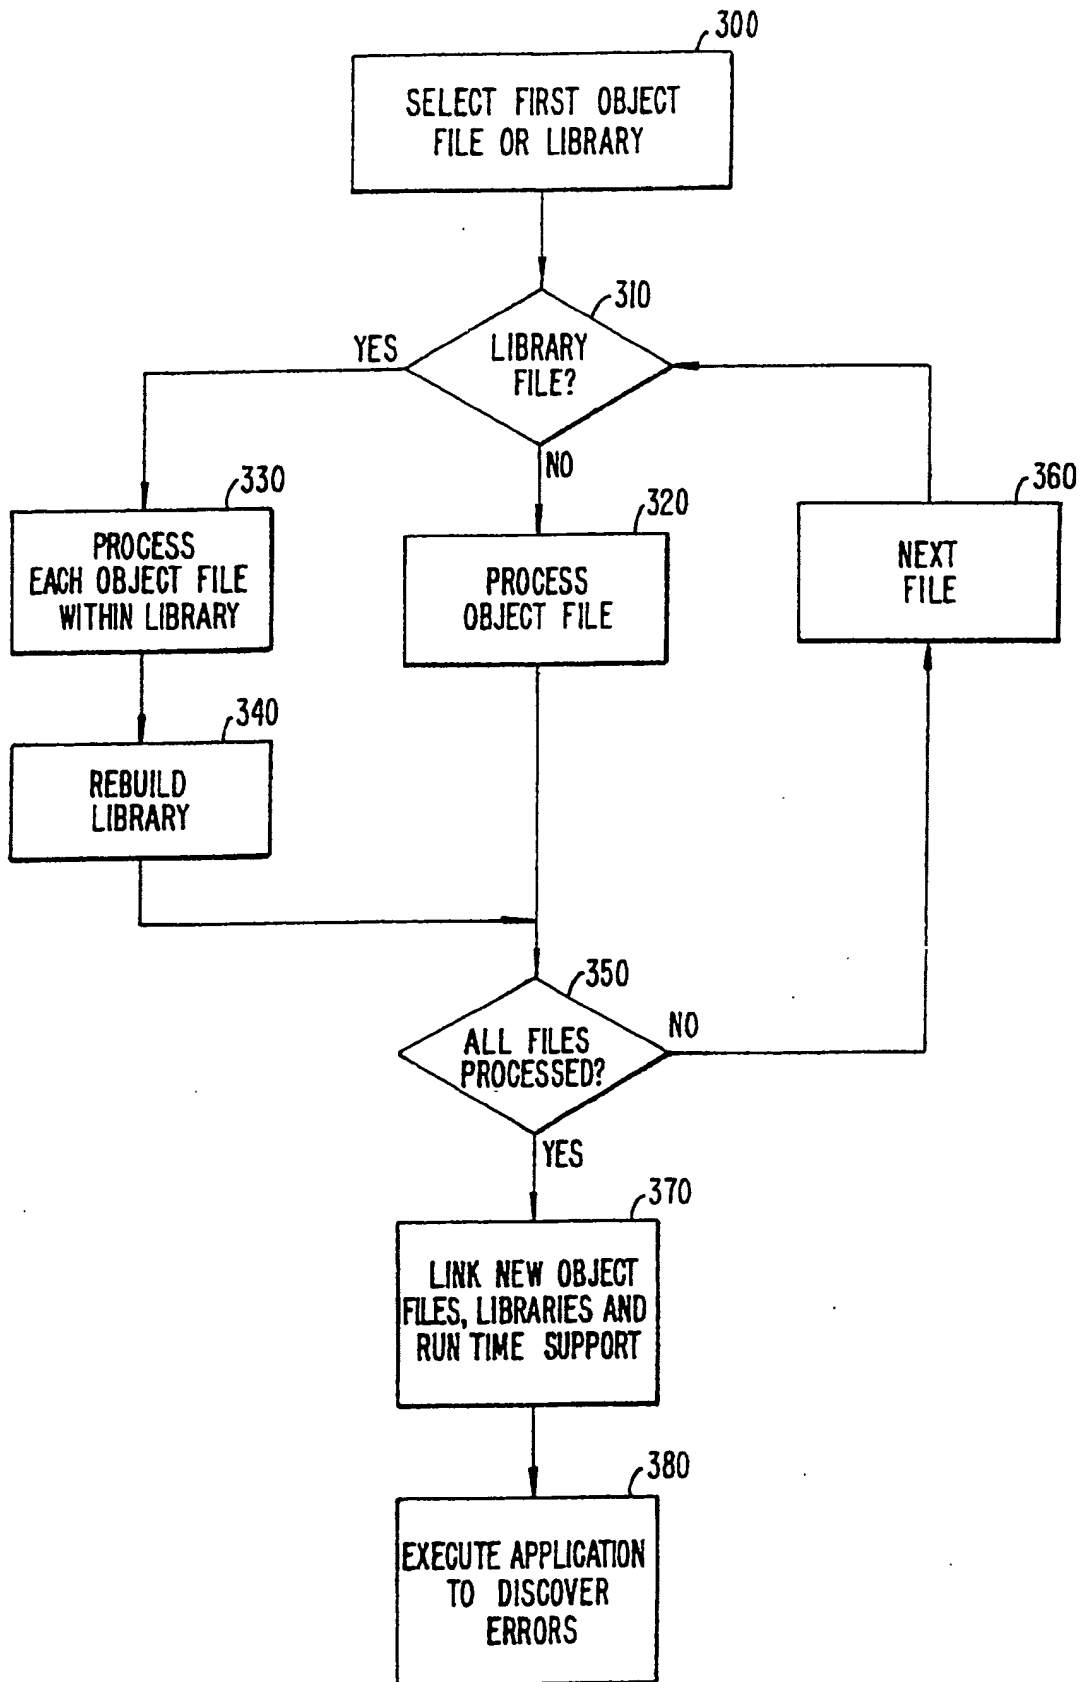 300
SELECT FIRST OBJECT
FILE OR LIBRARY
310
LIBRARY
FILE?
YES
NO
330
PROCESS
EACH OBJECT FILE
WITHIN LIBRARY
320
PROCESS
OBJECT FILE
360
NEXT
FILE
340
REBUILD
LIBRARY
350
ALL FILES
PROCESSED?
NO
YES
370
LINK NEW OBJECT
FILES, LIBRARIES AND
RUN TIME SUPPORT
380
EXECUTE APPLICATION
TO DISCOVER
ERRORS